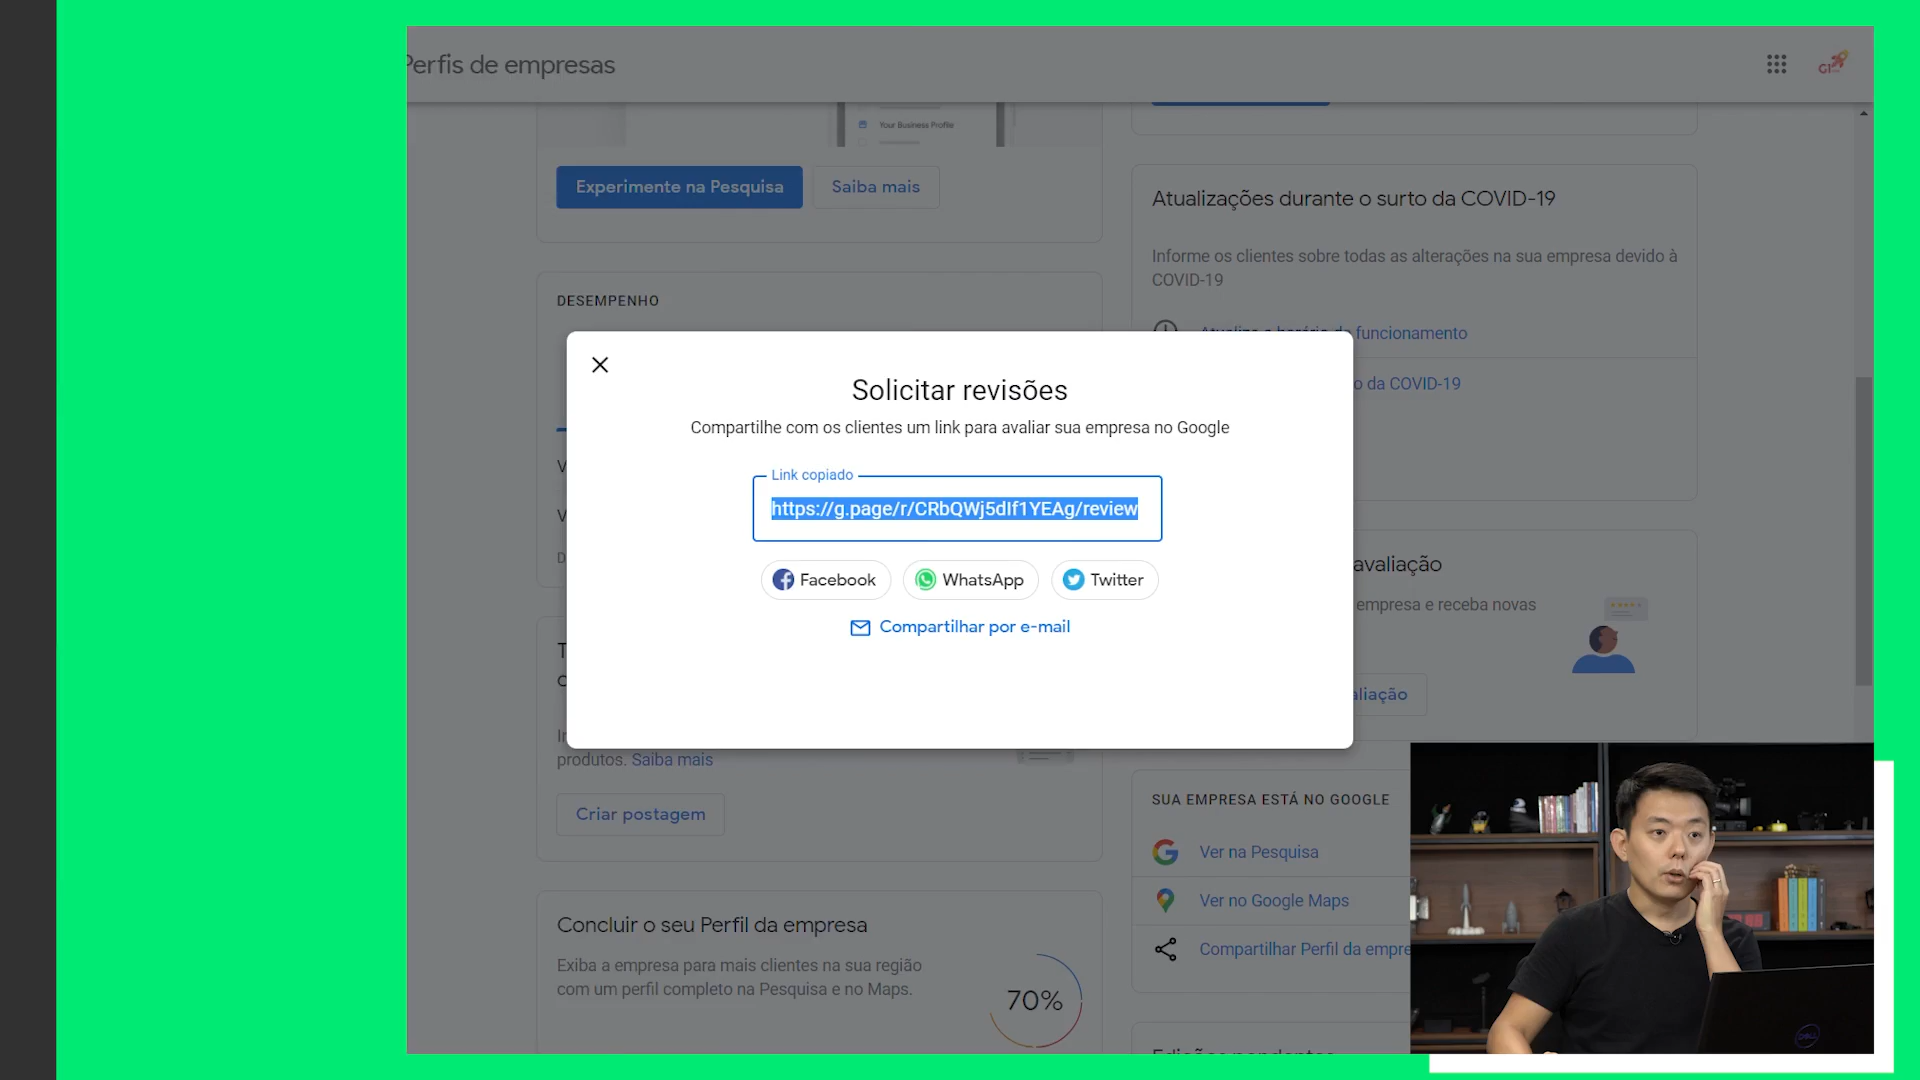 Perfis de empresas
GI
Your Business Profile
Experimente na Pesquisa
Saiba mais
DESEMPENHO
Atualizações durante o surto da COVID-19
Informe os clientes sobre todas as alterações na sua empresa devido à
COVID-19
funcionamento
o da COVID-19
Solicitar revisões
Compartilhe com os clientes um link para avaliar sua empresa no Google
Link copiado
https://g.page/r/CRbQWj5dIf1YEAg/review
Facebook
WhatsApp
Twitter
Compartilhar por e-mail
avaliação
empresa e receba novas
aliação
produtos. Saiba mais
Criar postagem
Concluir o seu Perfil da empresa
Exiba a empresa para mais clientes na sua região
com um perfil completo na Pesquisa e no Maps.
70%
SUA EMPRESA ESTÁ NO GOOGLE
Ver na Pesquisa
Ver no Google Maps
Compartilhar Perfil da empre
DELL